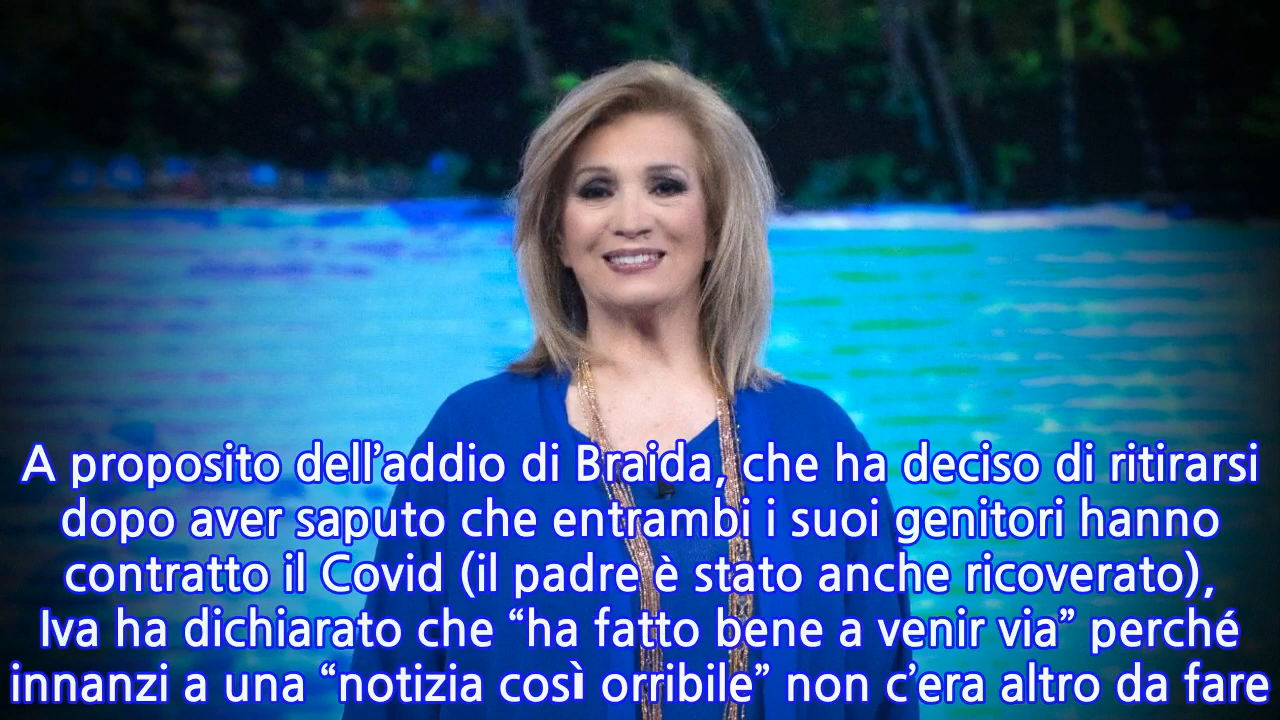 A proposito dell’addio di Braida, che ha deciso di ritirarsi
dopo aver saputo che entrambi i suoi genitori hanno
contratto il Covid (il padre è stato anche ricoverato),
Iva ha dichiarato che “ha fatto bene a venir via” perché
innanzi a una “notizia così orribile” non c’era altro da fare